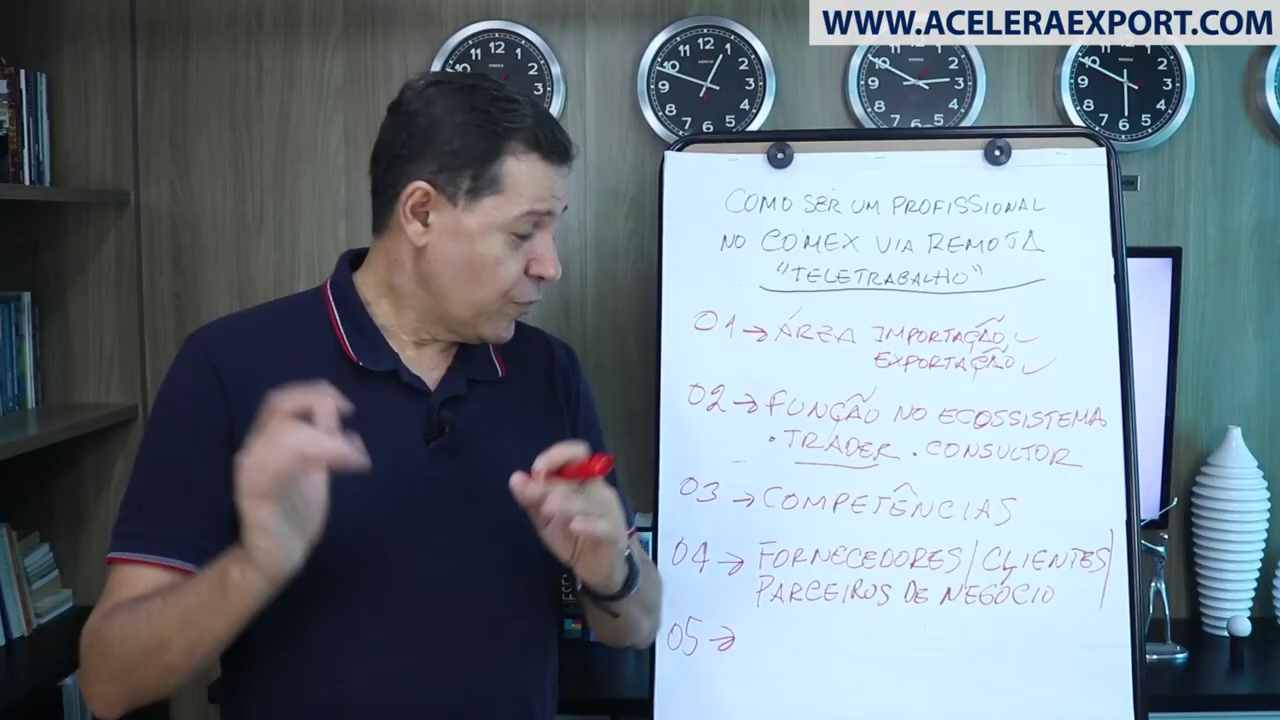 WWW.ACELERAEXPORT.COM
COMO SER UM PROFISSIONAL
NO COMEX VIA REMOTA
"TELETRABALHO"
01 → ÁREA IMPORTAÇÃO ✓
EXPORTAÇÃO ✓
02 → FUNÇÃO NO ECOSSISTEMA
• TRADER • CONSULTOR
03 → COMPETÊNCIAS
04 → FORNECEDORES / CLIENTES /
PARCEIROS DE NEGÓCIO
05 →